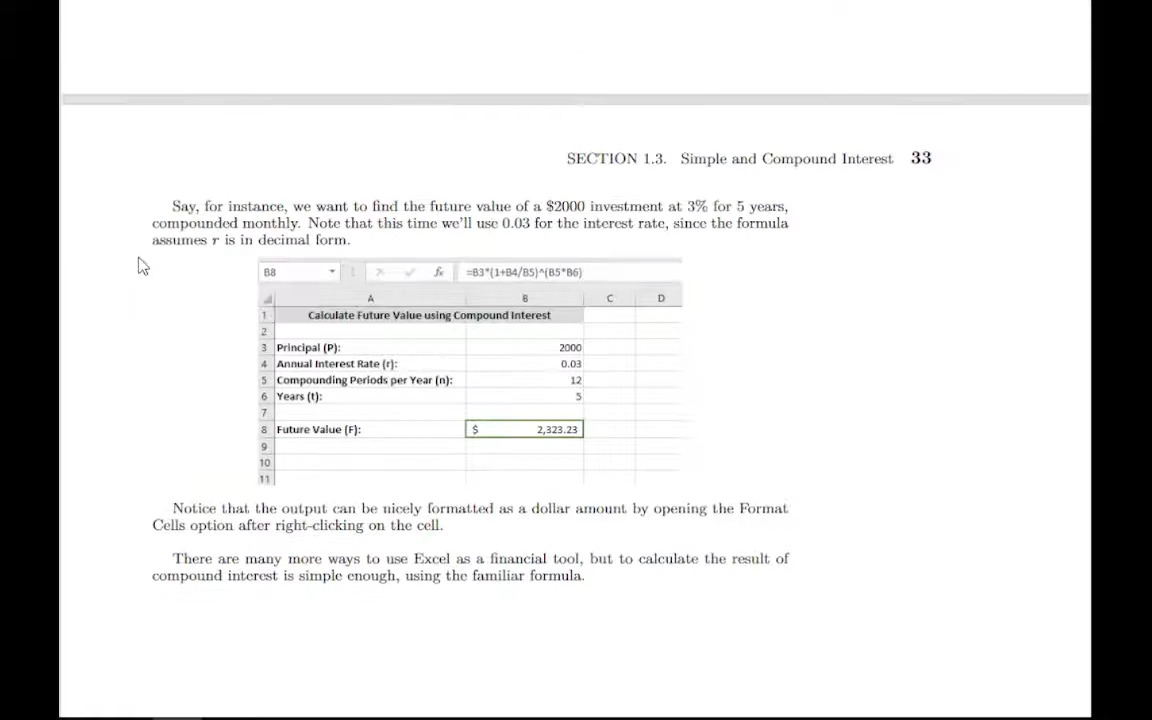 SECTION 1.3. Simple and Compound Interest 33
Say, for instance, we want to find the future value of a $2000 investment at 3% for 5 years,
compounded monthly. Note that this time we'll use 0.03 for the interest rate, since the formula
assumes r is in decimal form.
B8 fx =B3*(1+B4/B5)^(B5*B6)
A B C D
1 Calculate Future Value using Compound Interest
2
3 Principal (P): 2000
4 Annual Interest Rate (r): 0.03
5 Compounding Periods per Year (n): 12
6 Years (t): 5
7
8 Future Value (F): $ 2,323.23
9
10
11
Notice that the output can be nicely formatted as a dollar amount by opening the Format
Cells option after right-clicking on the cell.
There are many more ways to use Excel as a financial tool, but to calculate the result of
compound interest is simple enough, using the familiar formula.